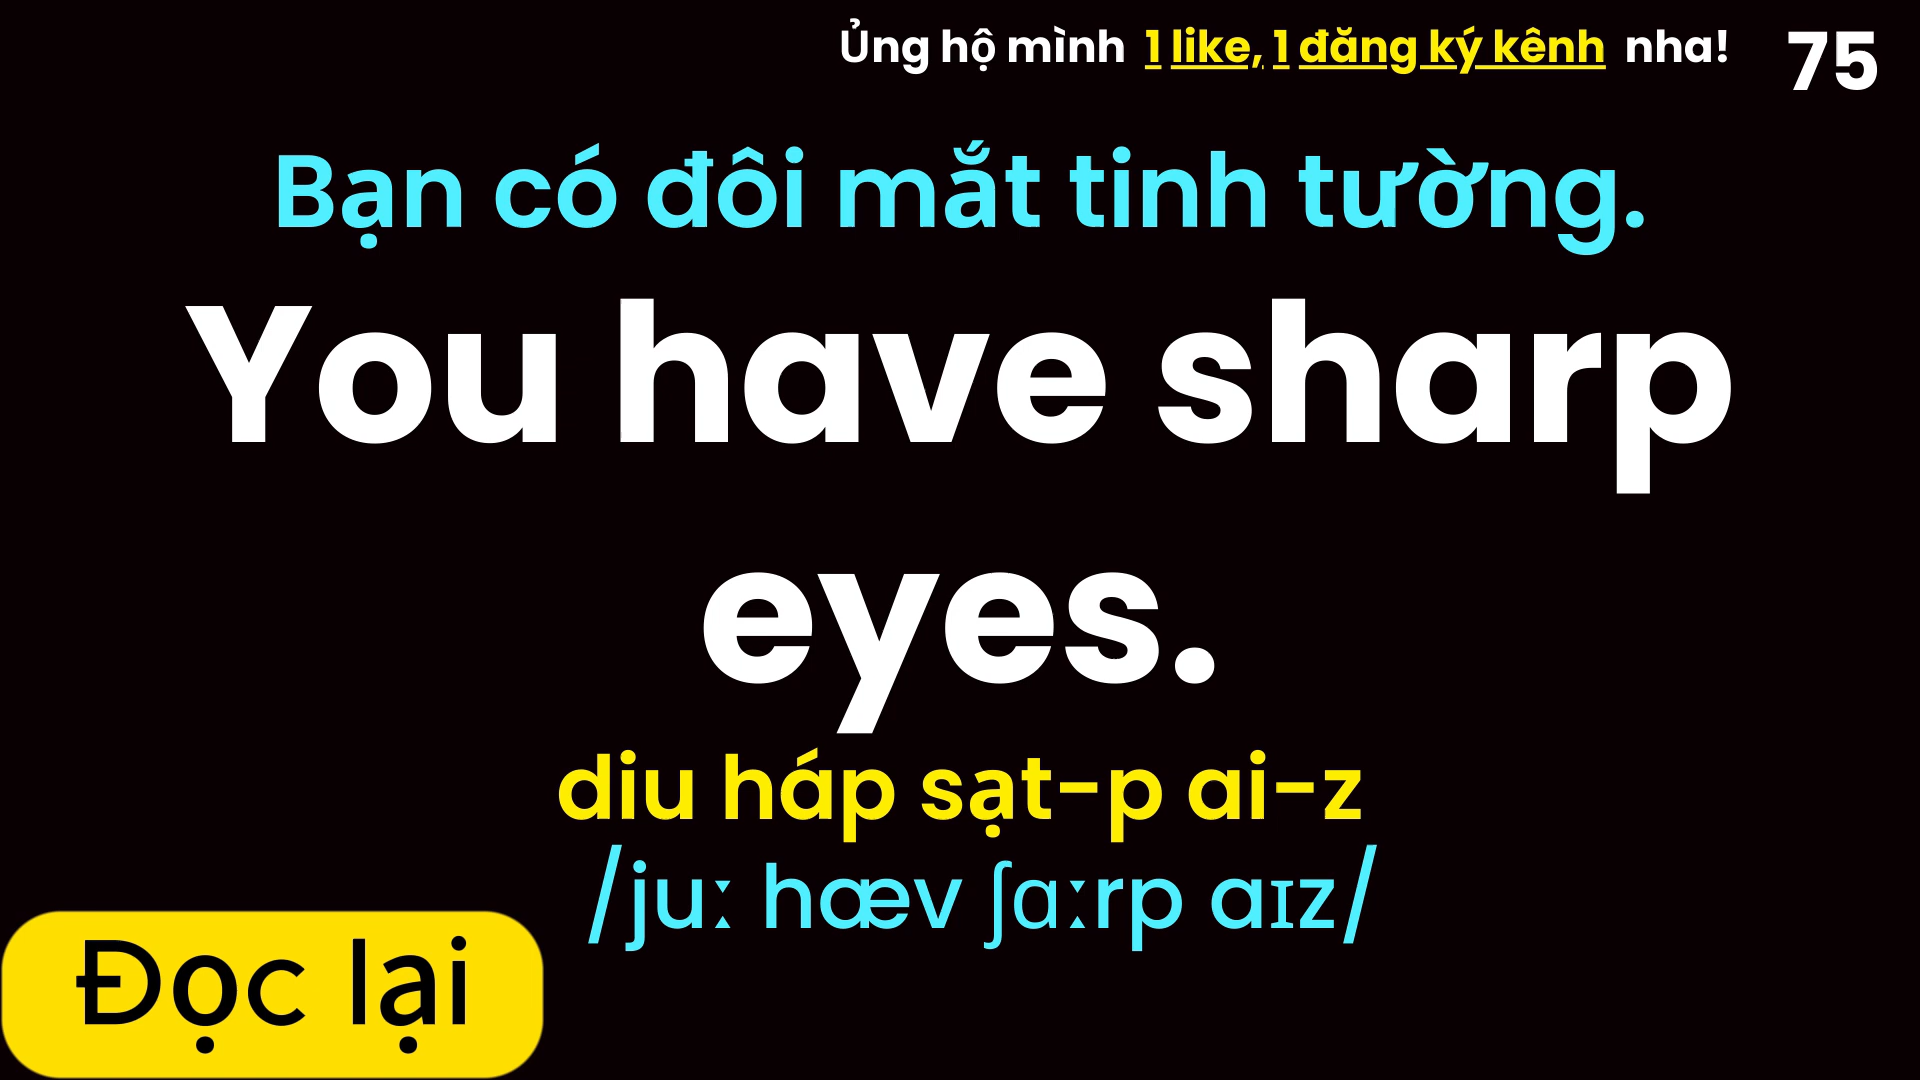 Ủng hộ mình 1 like, 1 đăng ký kênh nha!
75
Bạn có đôi mắt tinh tường.
You have sharp
eyes.
diu háp sạt-p ai-z
/juː hæv ʃɑːrp aɪz/
Đọc lại